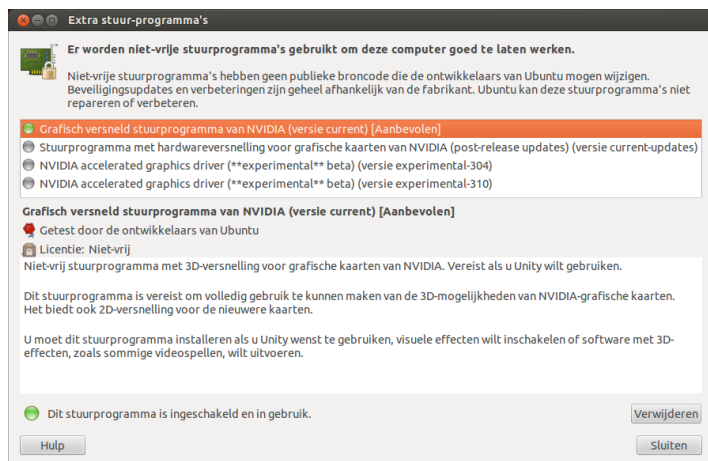 Extra stuur-programma's
Er worden niet-vrije stuurprogramma's gebruikt om deze computer goed te laten werken.
Niet-vrije stuurprogramma's hebben geen publieke broncode die de ontwikkelaars van Ubuntu mogen wijzigen.
Beveiligingsupdates en verbeteringen zijn geheel afhankelijk van de fabrikant. Ubuntu kan deze stuurprogramma's niet
repareren of verbeteren.
Grafisch versneld stuurprogramma van NVIDIA (versie current) [Aanbevolen]
Stuurprogramma met hardwareversnelling voor grafische kaarten van NVIDIA (post-release updates) (versie current-updates)
NVIDIA accelerated graphics driver (**experimental** beta) (versie experimental-304)
NVIDIA accelerated graphics driver (**experimental** beta) (versie experimental-310)
Grafisch versneld stuurprogramma van NVIDIA (versie current) [Aanbevolen]
Getest door de ontwikkelaars van Ubuntu
Licentie: Niet-vrij
Niet-vrij stuurprogramma met 3D-versnelling voor grafische kaarten van NVIDIA. Vereist als u Unity wilt gebruiken.
Dit stuurprogramma is vereist om volledig gebruik te kunnen maken van de 3D-mogelijkheden van NVIDIA-grafische kaarten.
Het biedt ook 2D-versnelling voor de nieuwere kaarten.
U moet dit stuurprogramma installeren als u Unity wenst te gebruiken, visuele effecten wilt inschakelen of software met 3D-
effecten, zoals sommige videospellen, wilt uitvoeren.
Dit stuurprogramma is ingeschakeld en in gebruik.
Verwijderen
Hulp
Sluiten